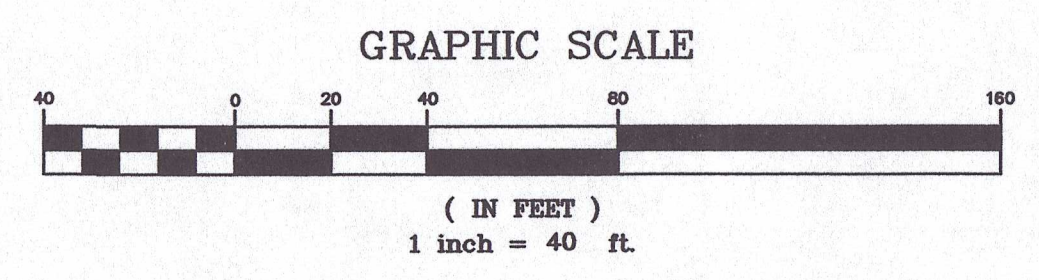 GRAPHIC SCALE
40 0 20 40 80 160
( IN FEET )
1 inch = 40 ft.